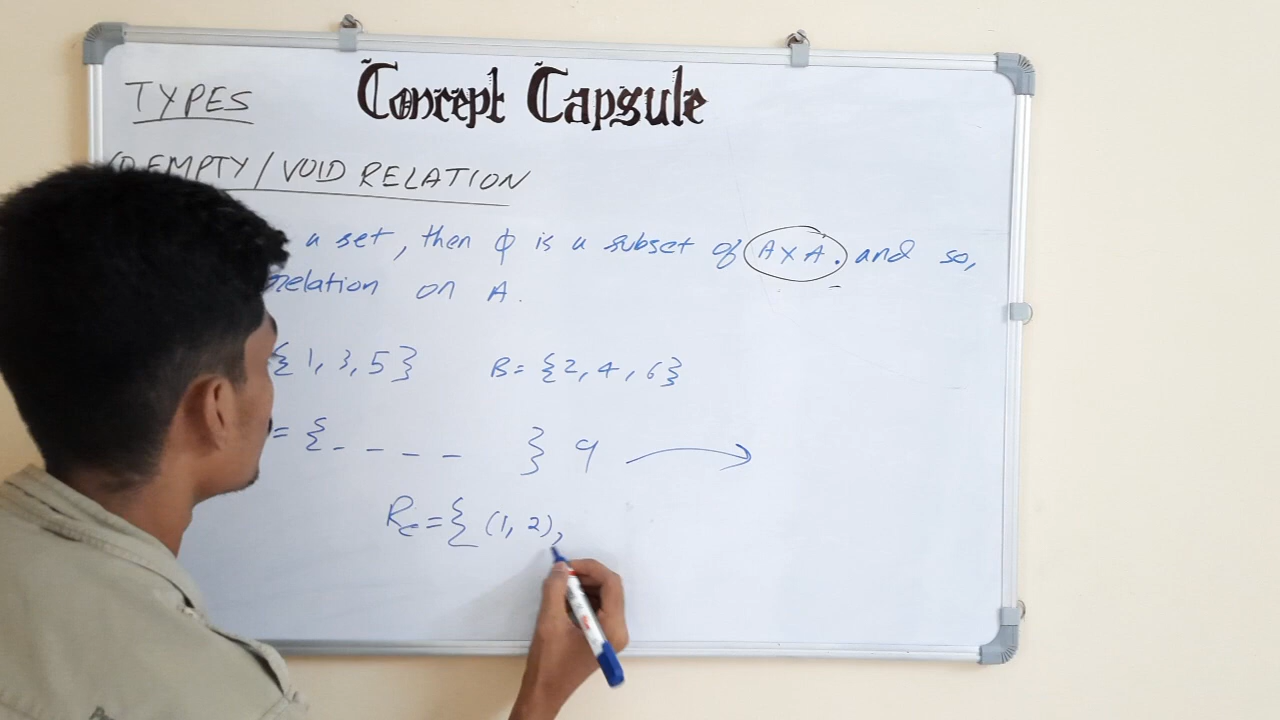 Concept Capsule
TYPES
EMPTY / VOID RELATION
a set, then ϕ is a subset of A x A. and so,
relation on A.
{1, 3, 5} B = {2, 4, 6}
= {_ _ _ _ } 9
= { (1, 2),